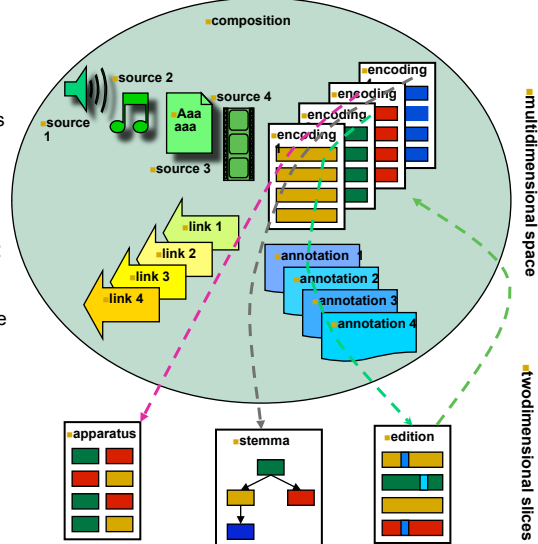 composition
encoding
source 2
encoding
source 4
Aaa
aaa
encoding
s
source
1
encoding
1
source 3
link 1
link 2
link 3
link 4
annotation 1
annotation 2
annotation 3
annotation 4
e
multidimensional space
apparatus
stemma
edition
twodimensional slices